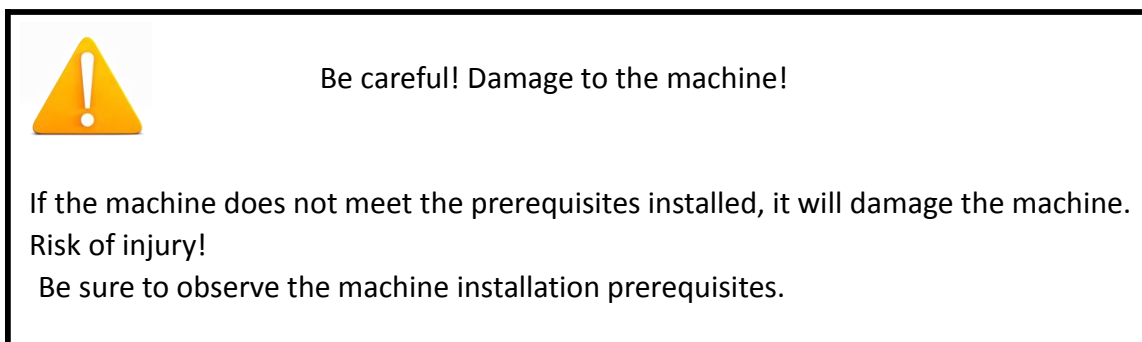 Be careful! Damage to the machine!
If the machine does not meet the prerequisites installed, it will damage the machine.
Risk of injury!
Be sure to observe the machine installation prerequisites.